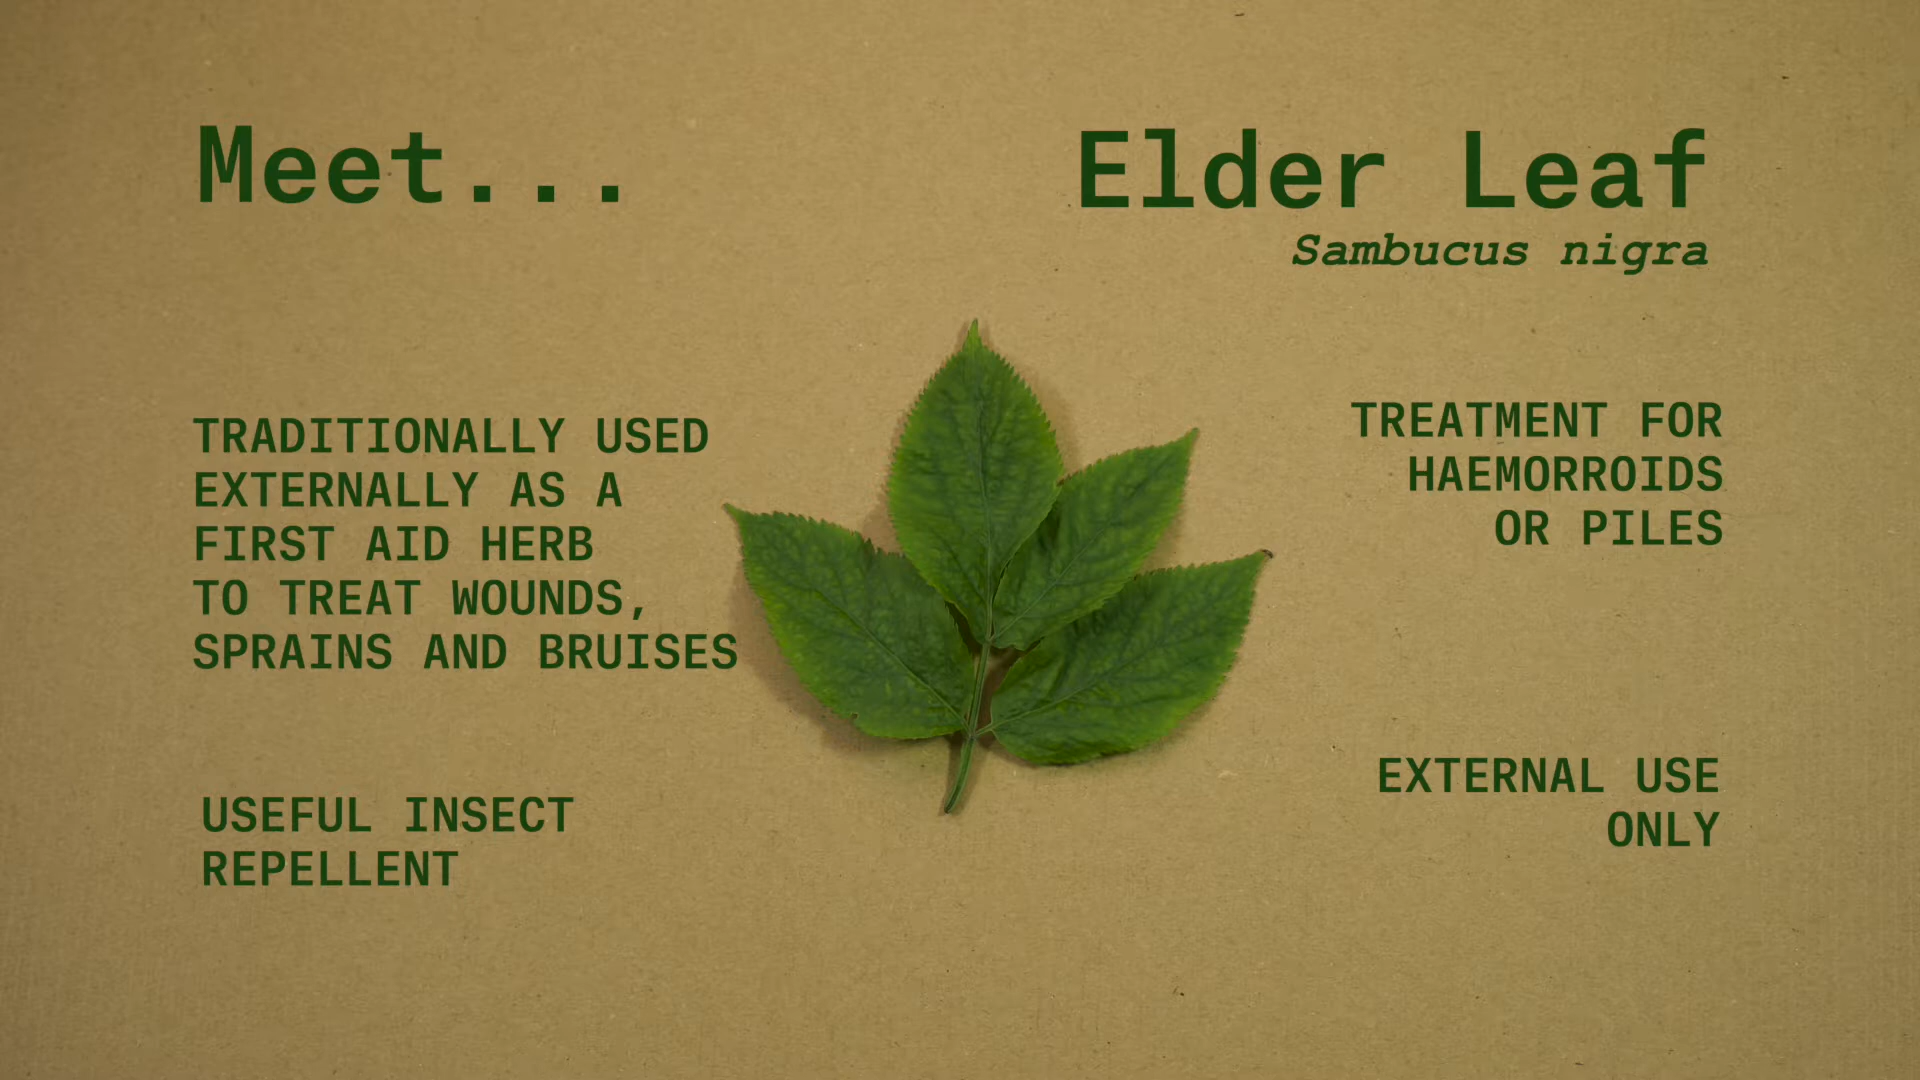 Meet...
Elder Leaf
Sambucus nigra
TRADITIONALLY USED
EXTERNALLY AS A
FIRST AID HERB
TO TREAT WOUNDS,
SPRAINS AND BRUISES
USEFUL INSECT
REPELLENT
TREATMENT FOR
HAEMORROIDS
OR PILES
EXTERNAL USE
ONLY